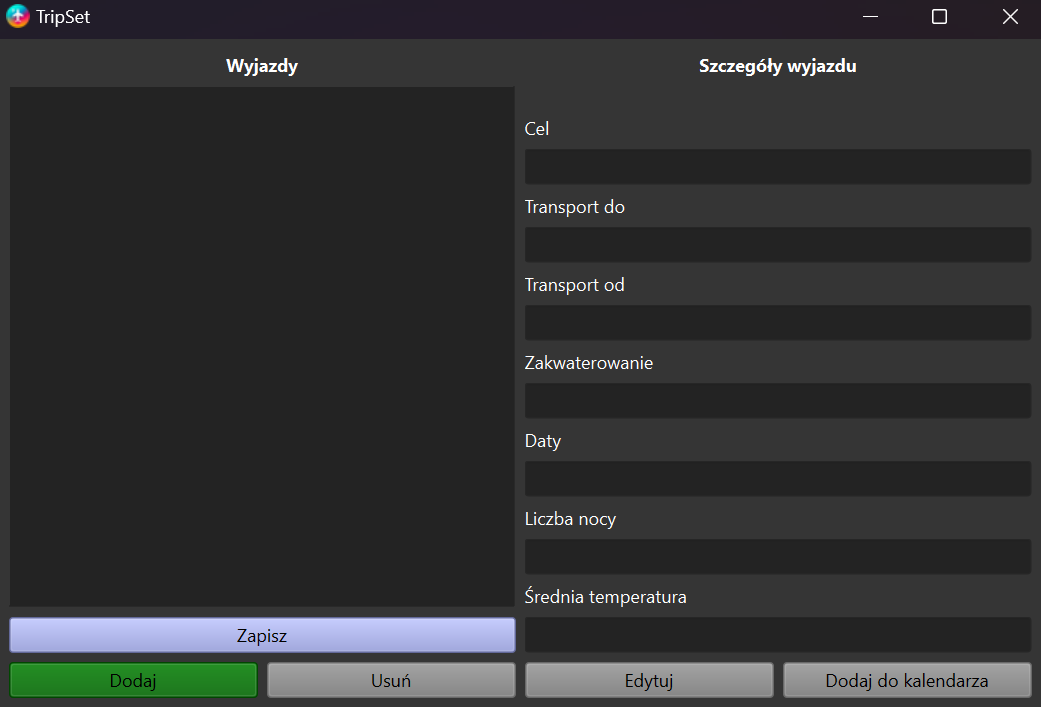 TripSet
Wyjazdy
Szczegóły wyjazdu
Cel
Transport do
Transport od
Zakwaterowanie
Daty
Liczba nocy
Średnia temperatura
Zapisz
Dodaj
Usuń
Edytuj
Dodaj do kalendarza